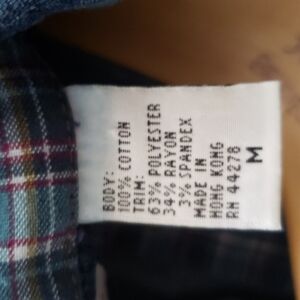 BODY:
100% COTTON
TRIM:
63% POLYESTER
34% RAYON
3% SPANDEX
MADE IN
HONG KONG
RN 44278
M